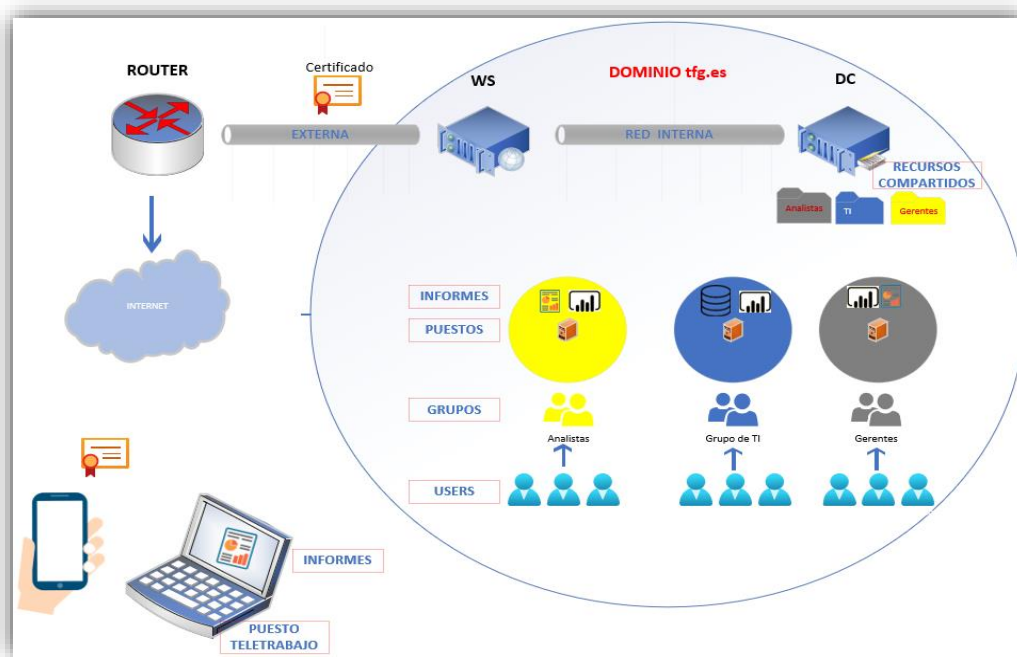 ROUTER
Certificado
WS
DOMINIO tfg.es
DC
EXTERNA
RED INTERNA
RECURSOS
COMPARTIDOS
Analistas
TI
Gerentes
INTERNET
INFORMES
PUESTOS
GRUPOS
Analistas
Grupo de TI
Gerentes
USERS
INFORMES
PUESTO
TELETRABAJO